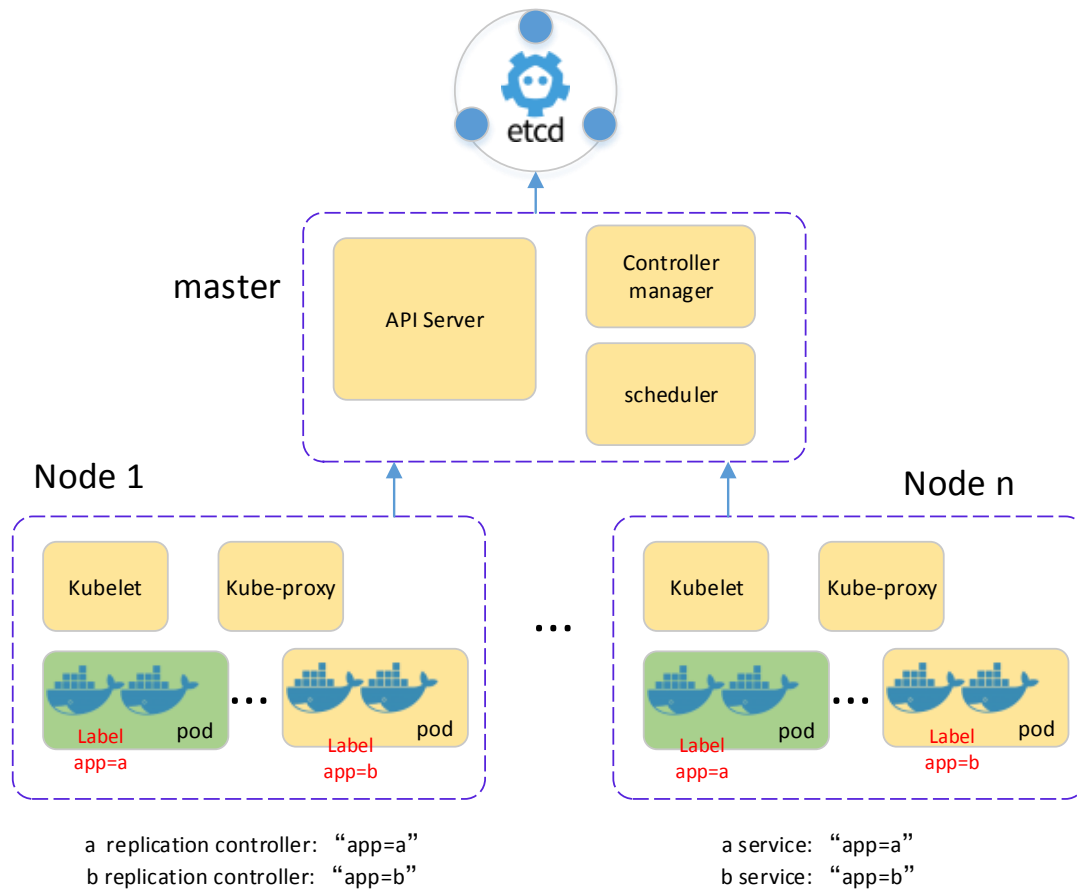 etcd
master
API Server
Controller
manager
scheduler
Node 1
Node n
Kubelet
Kube-proxy
...
Kubelet
Kube-proxy
...
pod
Label
app=a
pod
Label
app=b
...
pod
Label
app=a
pod
Label
app=b
a replication controller: “app=a”
b replication controller: “app=b”
a service: “app=a”
b service: “app=b”